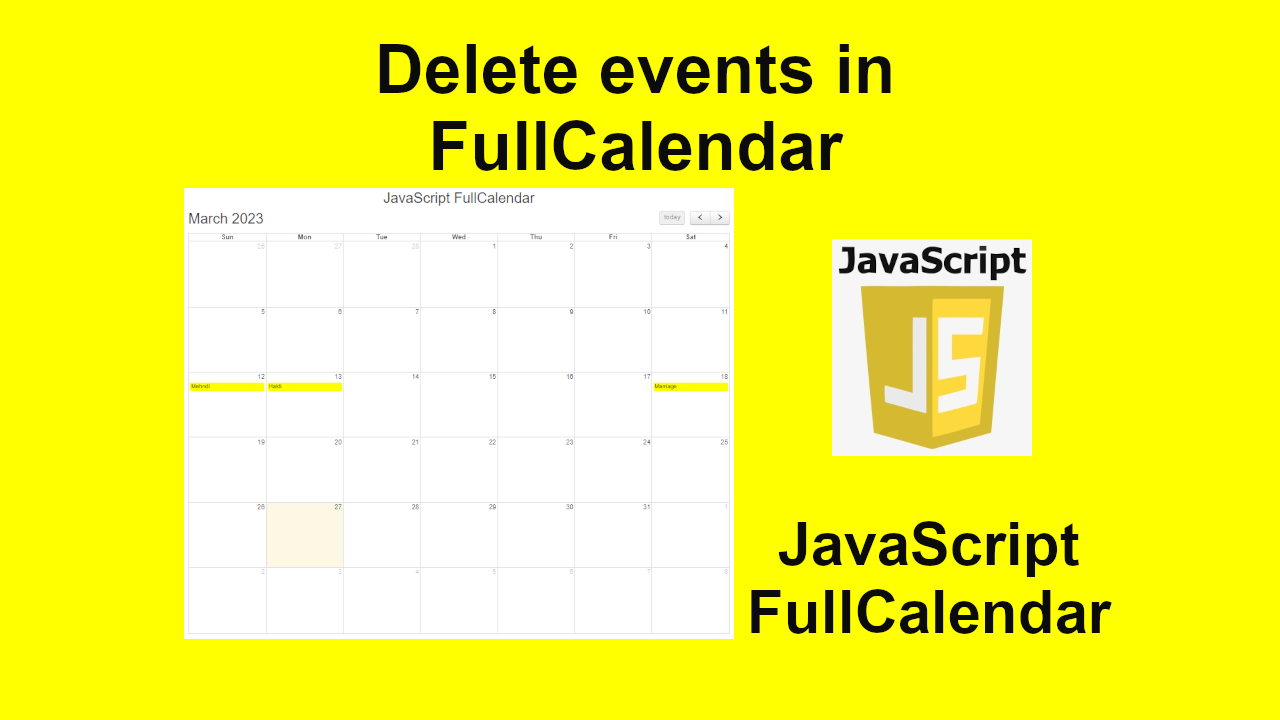 Delete events in
FullCalendar
JavaScript FullCalendar
March 2023
today
Sun Mon Tue Wed Thu Fri Sat
26 27 28 1 2 3 4
5 6 7 8 9 10 11
12 13 14 15 16 17 18
Mehndi Haldi Marriage
19 20 21 22 23 24 25
26 27 28 29 30 31 1
2 3 4 5 6 7 8
JavaScript
JS
JavaScript
FullCalendar